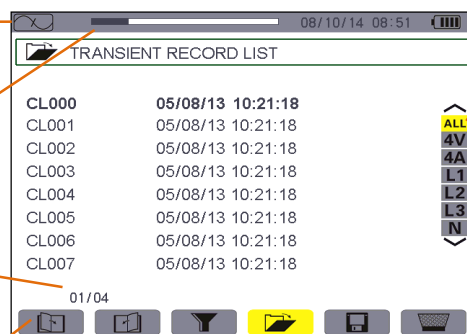 08/10/14 08:51
TRANSIENT RECORD LIST
CL000 05/08/13 10:21:18
CL001 05/08/13 10:21:18
CL002 05/08/13 10:21:18
CL003 05/08/13 10:21:18
CL004 05/08/13 10:21:18
CL005 05/08/13 10:21:18
CL006 05/08/13 10:21:18
CL007 05/08/13 10:21:18
ALL
4V
4A
L1
L2
L3
N
01/04